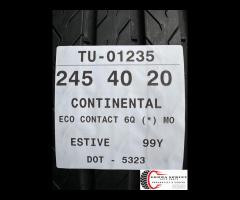 TU-01235
245 40 20
CONTINENTAL
ECO CONTACT 6Q (*) MO
ESTIVE 99Y
DOT - 5323